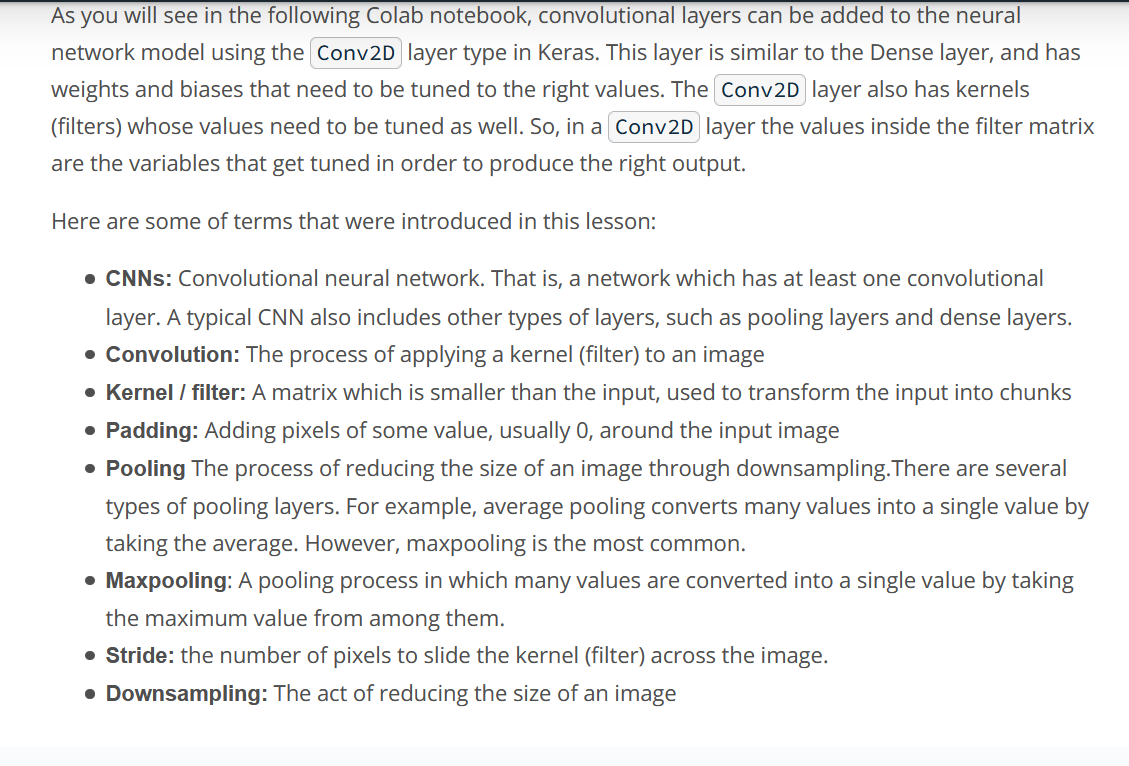 As you will see in the following Colab notebook, convolutional layers can be added to the neural
network model using the Conv2D layer type in Keras. This layer is similar to the Dense layer, and has
weights and biases that need to be tuned to the right values. The Conv2D layer also has kernels
(filters) whose values need to be tuned as well. So, in a Conv2D layer the values inside the filter matrix
are the variables that get tuned in order to produce the right output.
Here are some of terms that were introduced in this lesson:
• CNNs: Convolutional neural network. That is, a network which has at least one convolutional
layer. A typical CNN also includes other types of layers, such as pooling layers and dense layers.
• Convolution: The process of applying a kernel (filter) to an image
• Kernel / filter: A matrix which is smaller than the input, used to transform the input into chunks
• Padding: Adding pixels of some value, usually 0, around the input image
• Pooling The process of reducing the size of an image through downsampling.There are several
types of pooling layers. For example, average pooling converts many values into a single value by
taking the average. However, maxpooling is the most common.
• Maxpooling: A pooling process in which many values are converted into a single value by taking
the maximum value from among them.
• Stride: the number of pixels to slide the kernel (filter) across the image.
• Downsampling: The act of reducing the size of an image